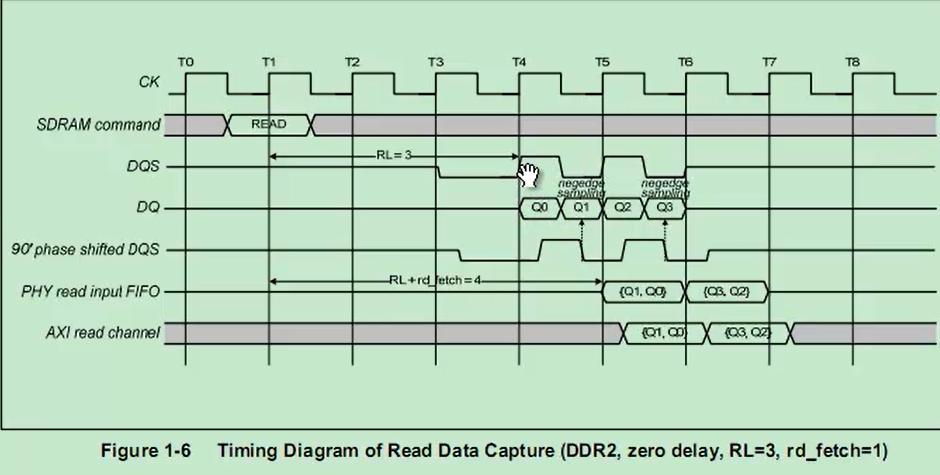 T0 T1 T2 T3 T4 T5 T6 T7 T8
CK
SDRAM command READ
RL=3
DQS
negedge sampling negedge sampling
DQ Q0 Q1 Q2 Q3
90° phase shifted DQS
RL+rd_fetch=4
PHY read input FIFO {Q1, Q0} {Q3, Q2}
AXI read channel {Q1, Q0} {Q3, Q2}
Figure 1-6 Timing Diagram of Read Data Capture (DDR2, zero delay, RL=3, rd_fetch=1)